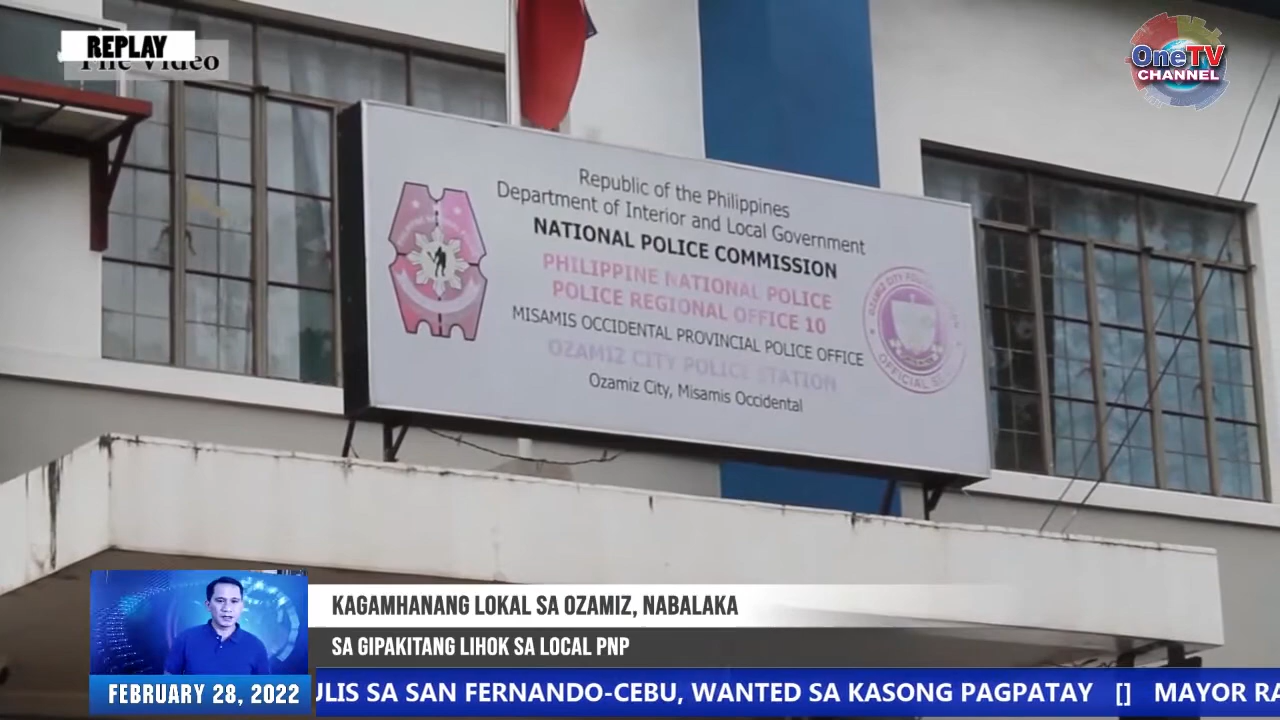 REPLAY
File Video
OneTV
CHANNEL
Republic of the Philippines
Department of Interior and Local Government
NATIONAL POLICE COMMISSION
PHILIPPINE NATIONAL POLICE
POLICE REGIONAL OFFICE 10
MISAMIS OCCIDENTAL PROVINCIAL POLICE OFFICE
OZAMIZ CITY POLICE STATION
Ozamiz City, Misamis Occidental
OZAMIZ CITY
OFFICIAL
KAGAMHANANG LOKAL SA OZAMIZ, NABALAKA
SA GIPAKITANG LIHOK SA LOCAL PNP
FEBRUARY 28, 2022
ULIS SA SAN FERNANDO-CEBU, WANTED SA KASONG PAGPATAY [] MAYOR RA